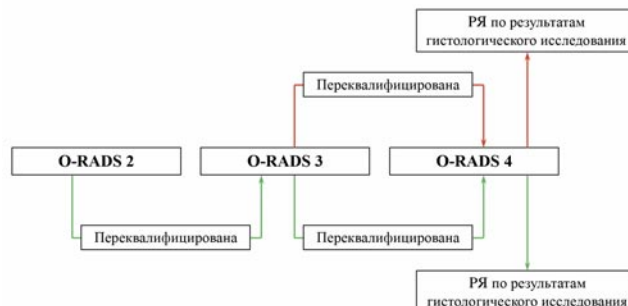 РЯ по результатам
гистологического исследования
Переквалифицирована
O-RADS 2
O-RADS 3
O-RADS 4
Переквалифицирована
Переквалифицирована
РЯ по результатам
гистологического исследования